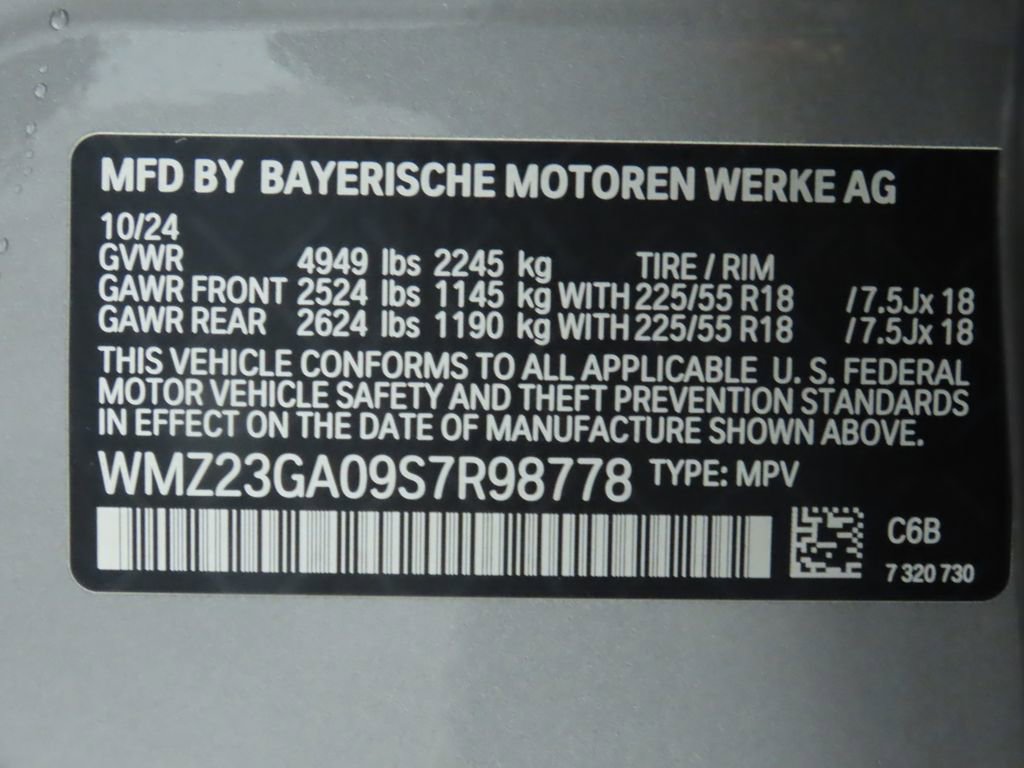 MFD BY BAYERISCHE MOTOREN WERKE AG
10/24
GVWR 4949 lbs 2245 kg TIRE / RIM
GAWR FRONT 2524 lbs 1145 kg WITH 225/55 R18 /7.5Jx 18
GAWR REAR 2624 lbs 1190 kg WITH 225/55 R18 /7.5Jx 18
THIS VEHICLE CONFORMS TO ALL APPLICABLE U. S. FEDERAL
MOTOR VEHICLE SAFETY AND THEFT PREVENTION STANDARDS
IN EFFECT ON THE DATE OF MANUFACTURE SHOWN ABOVE.
WMZ23GA09S7R98778 TYPE: MPV
C6B
7 320 730